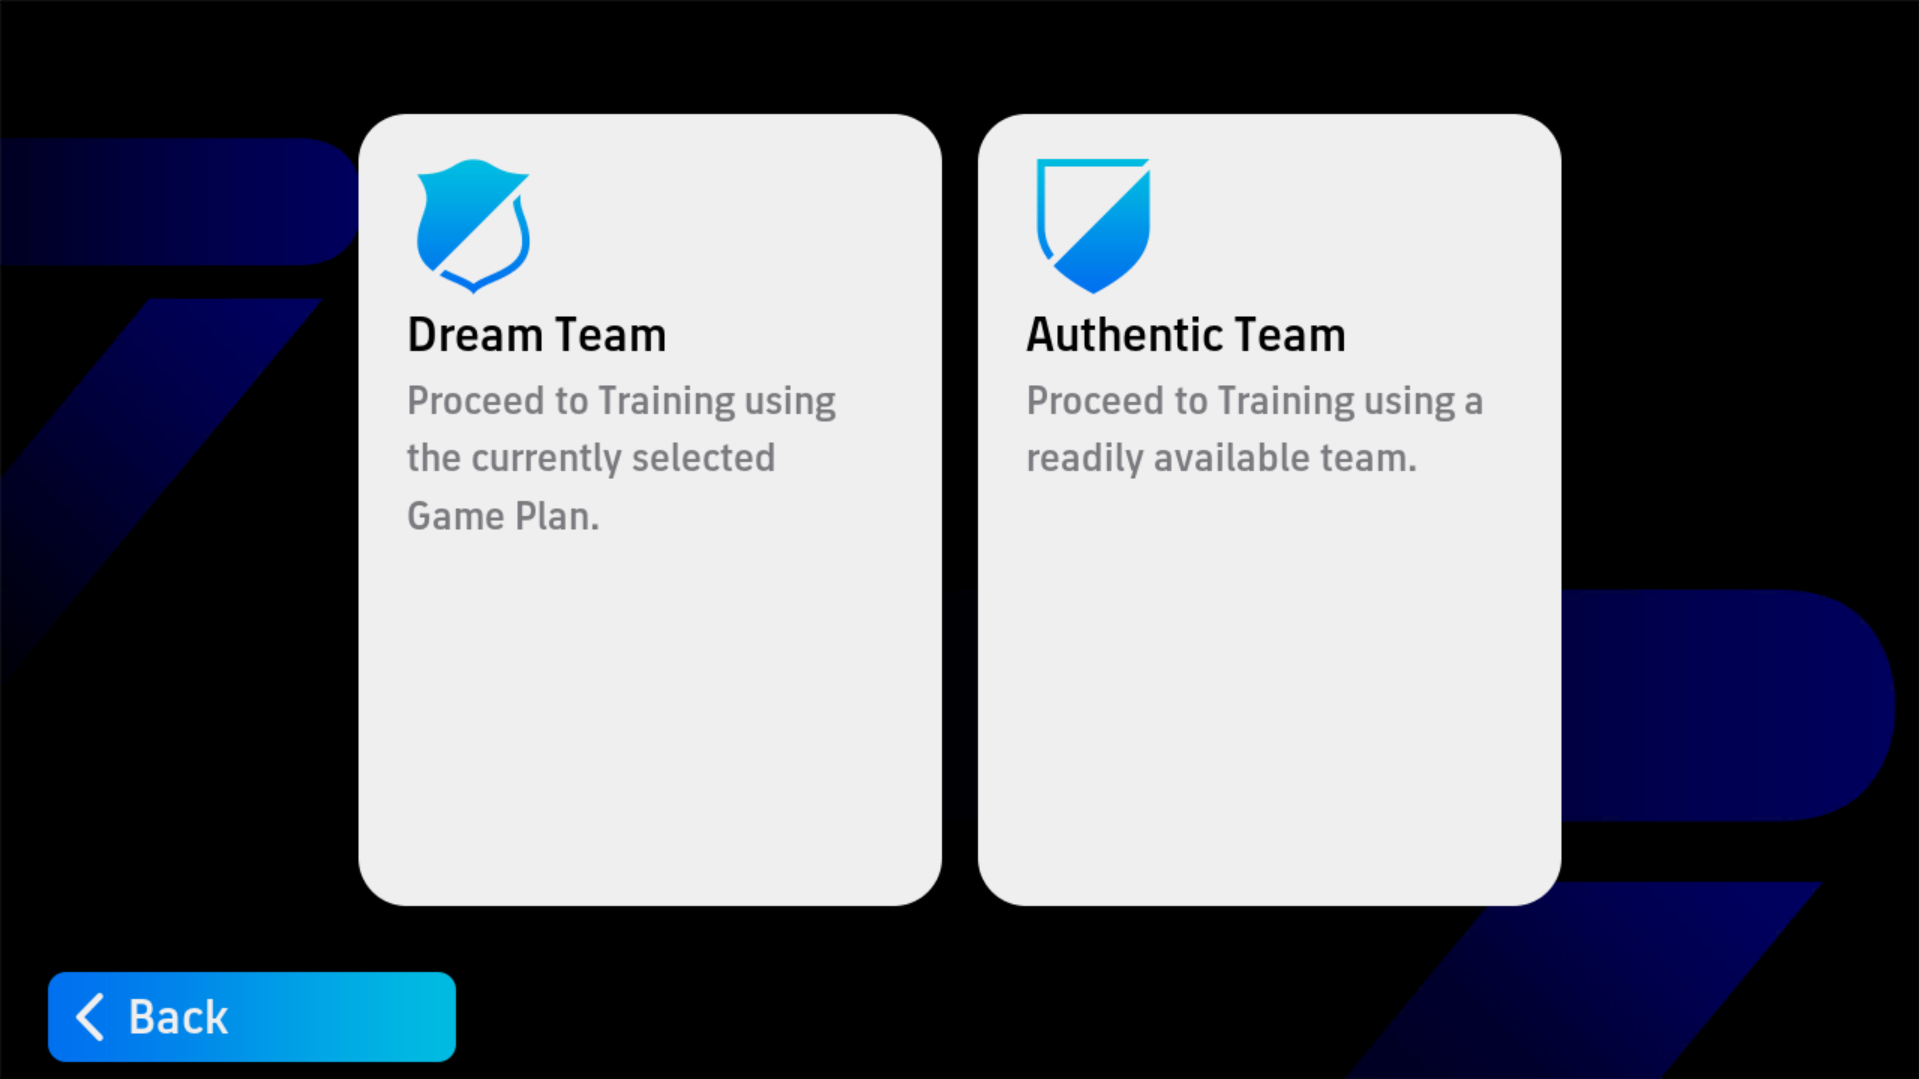 Dream Team
Proceed to Training using
the currently selected
Game Plan.
Authentic Team
Proceed to Training using a
readily available team.
Back